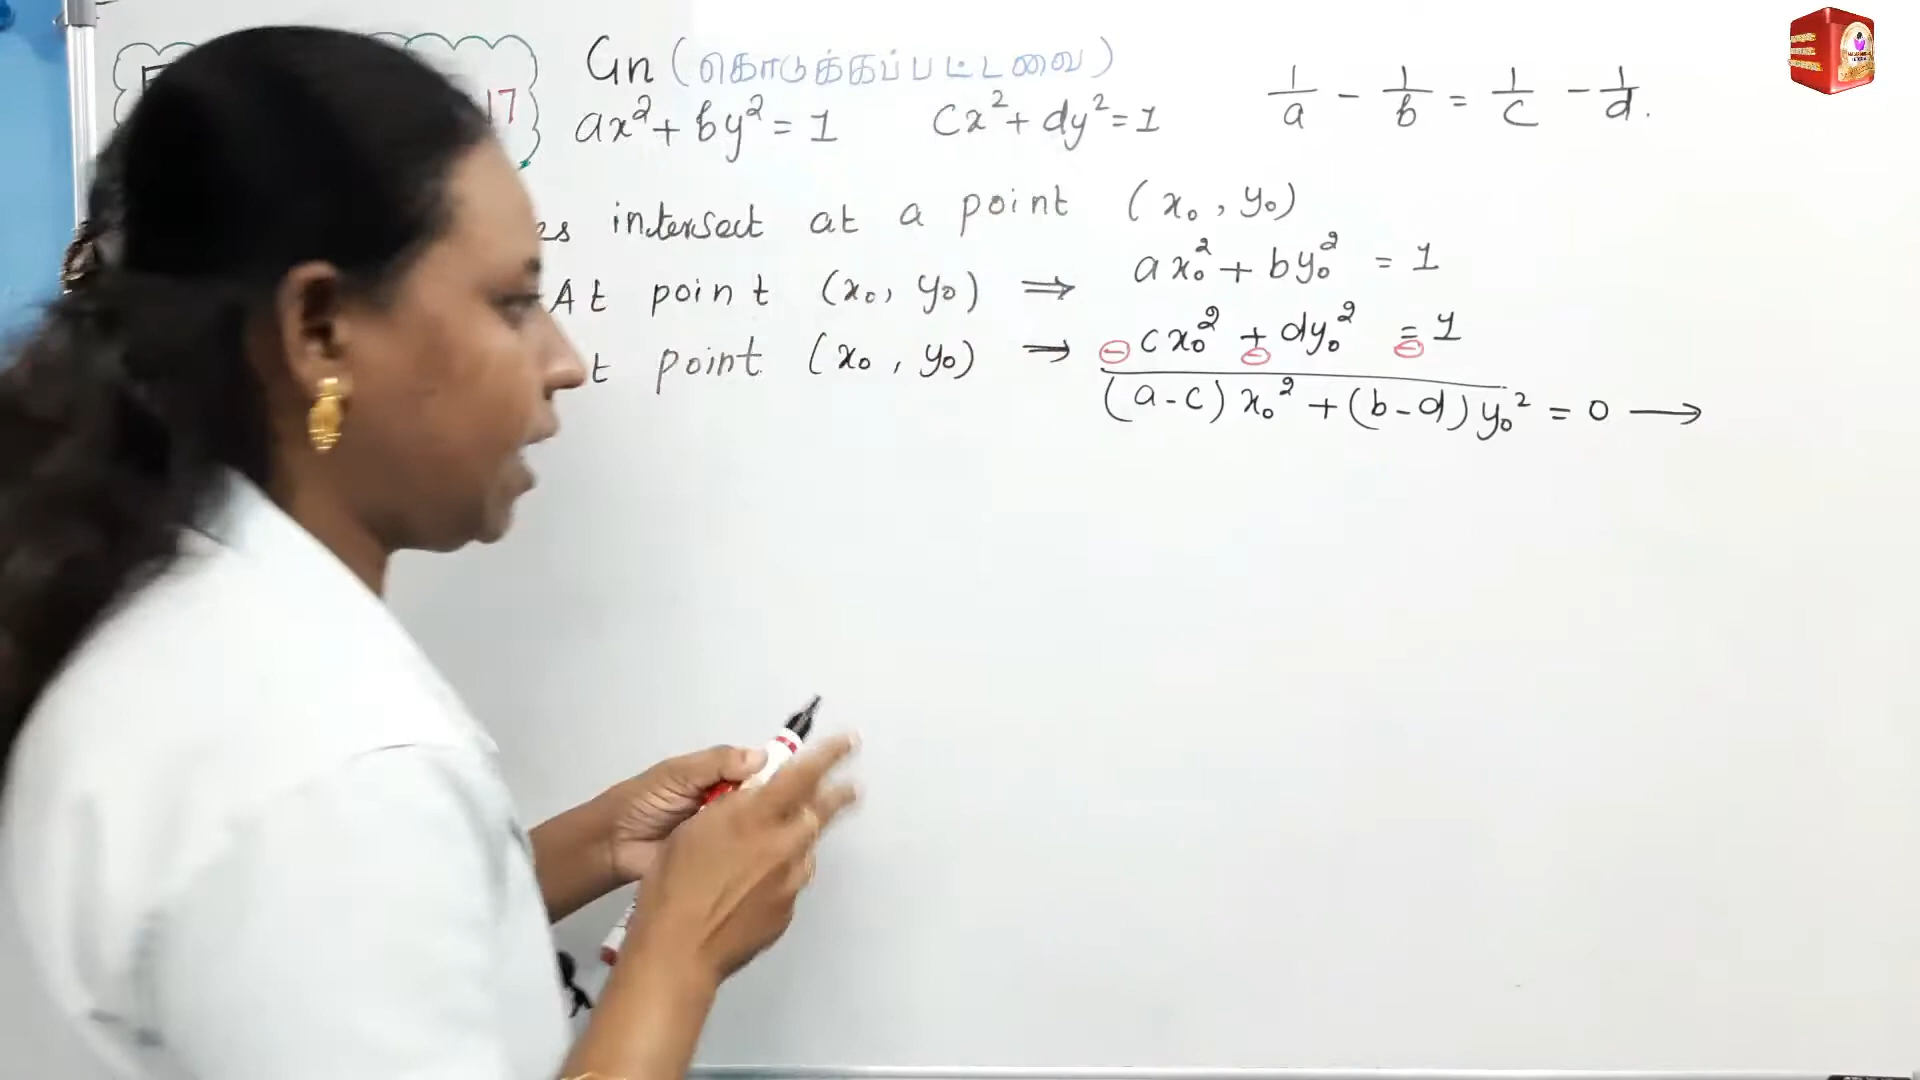 Gn (கொடுக்கப்பட்டவை)
17
ax²+by²=1 cx²+dy²=1 1/a - 1/b = 1/c - 1/d.
intersect at a point (x₀, y₀)
At point (x₀, y₀) ⇒ ax₀²+by₀² = 1
t point (x₀, y₀) → cx₀² + dy₀² = 1
⊖ ⊖ ⊖
(a-c) x₀² + (b-d) y₀² = 0 →